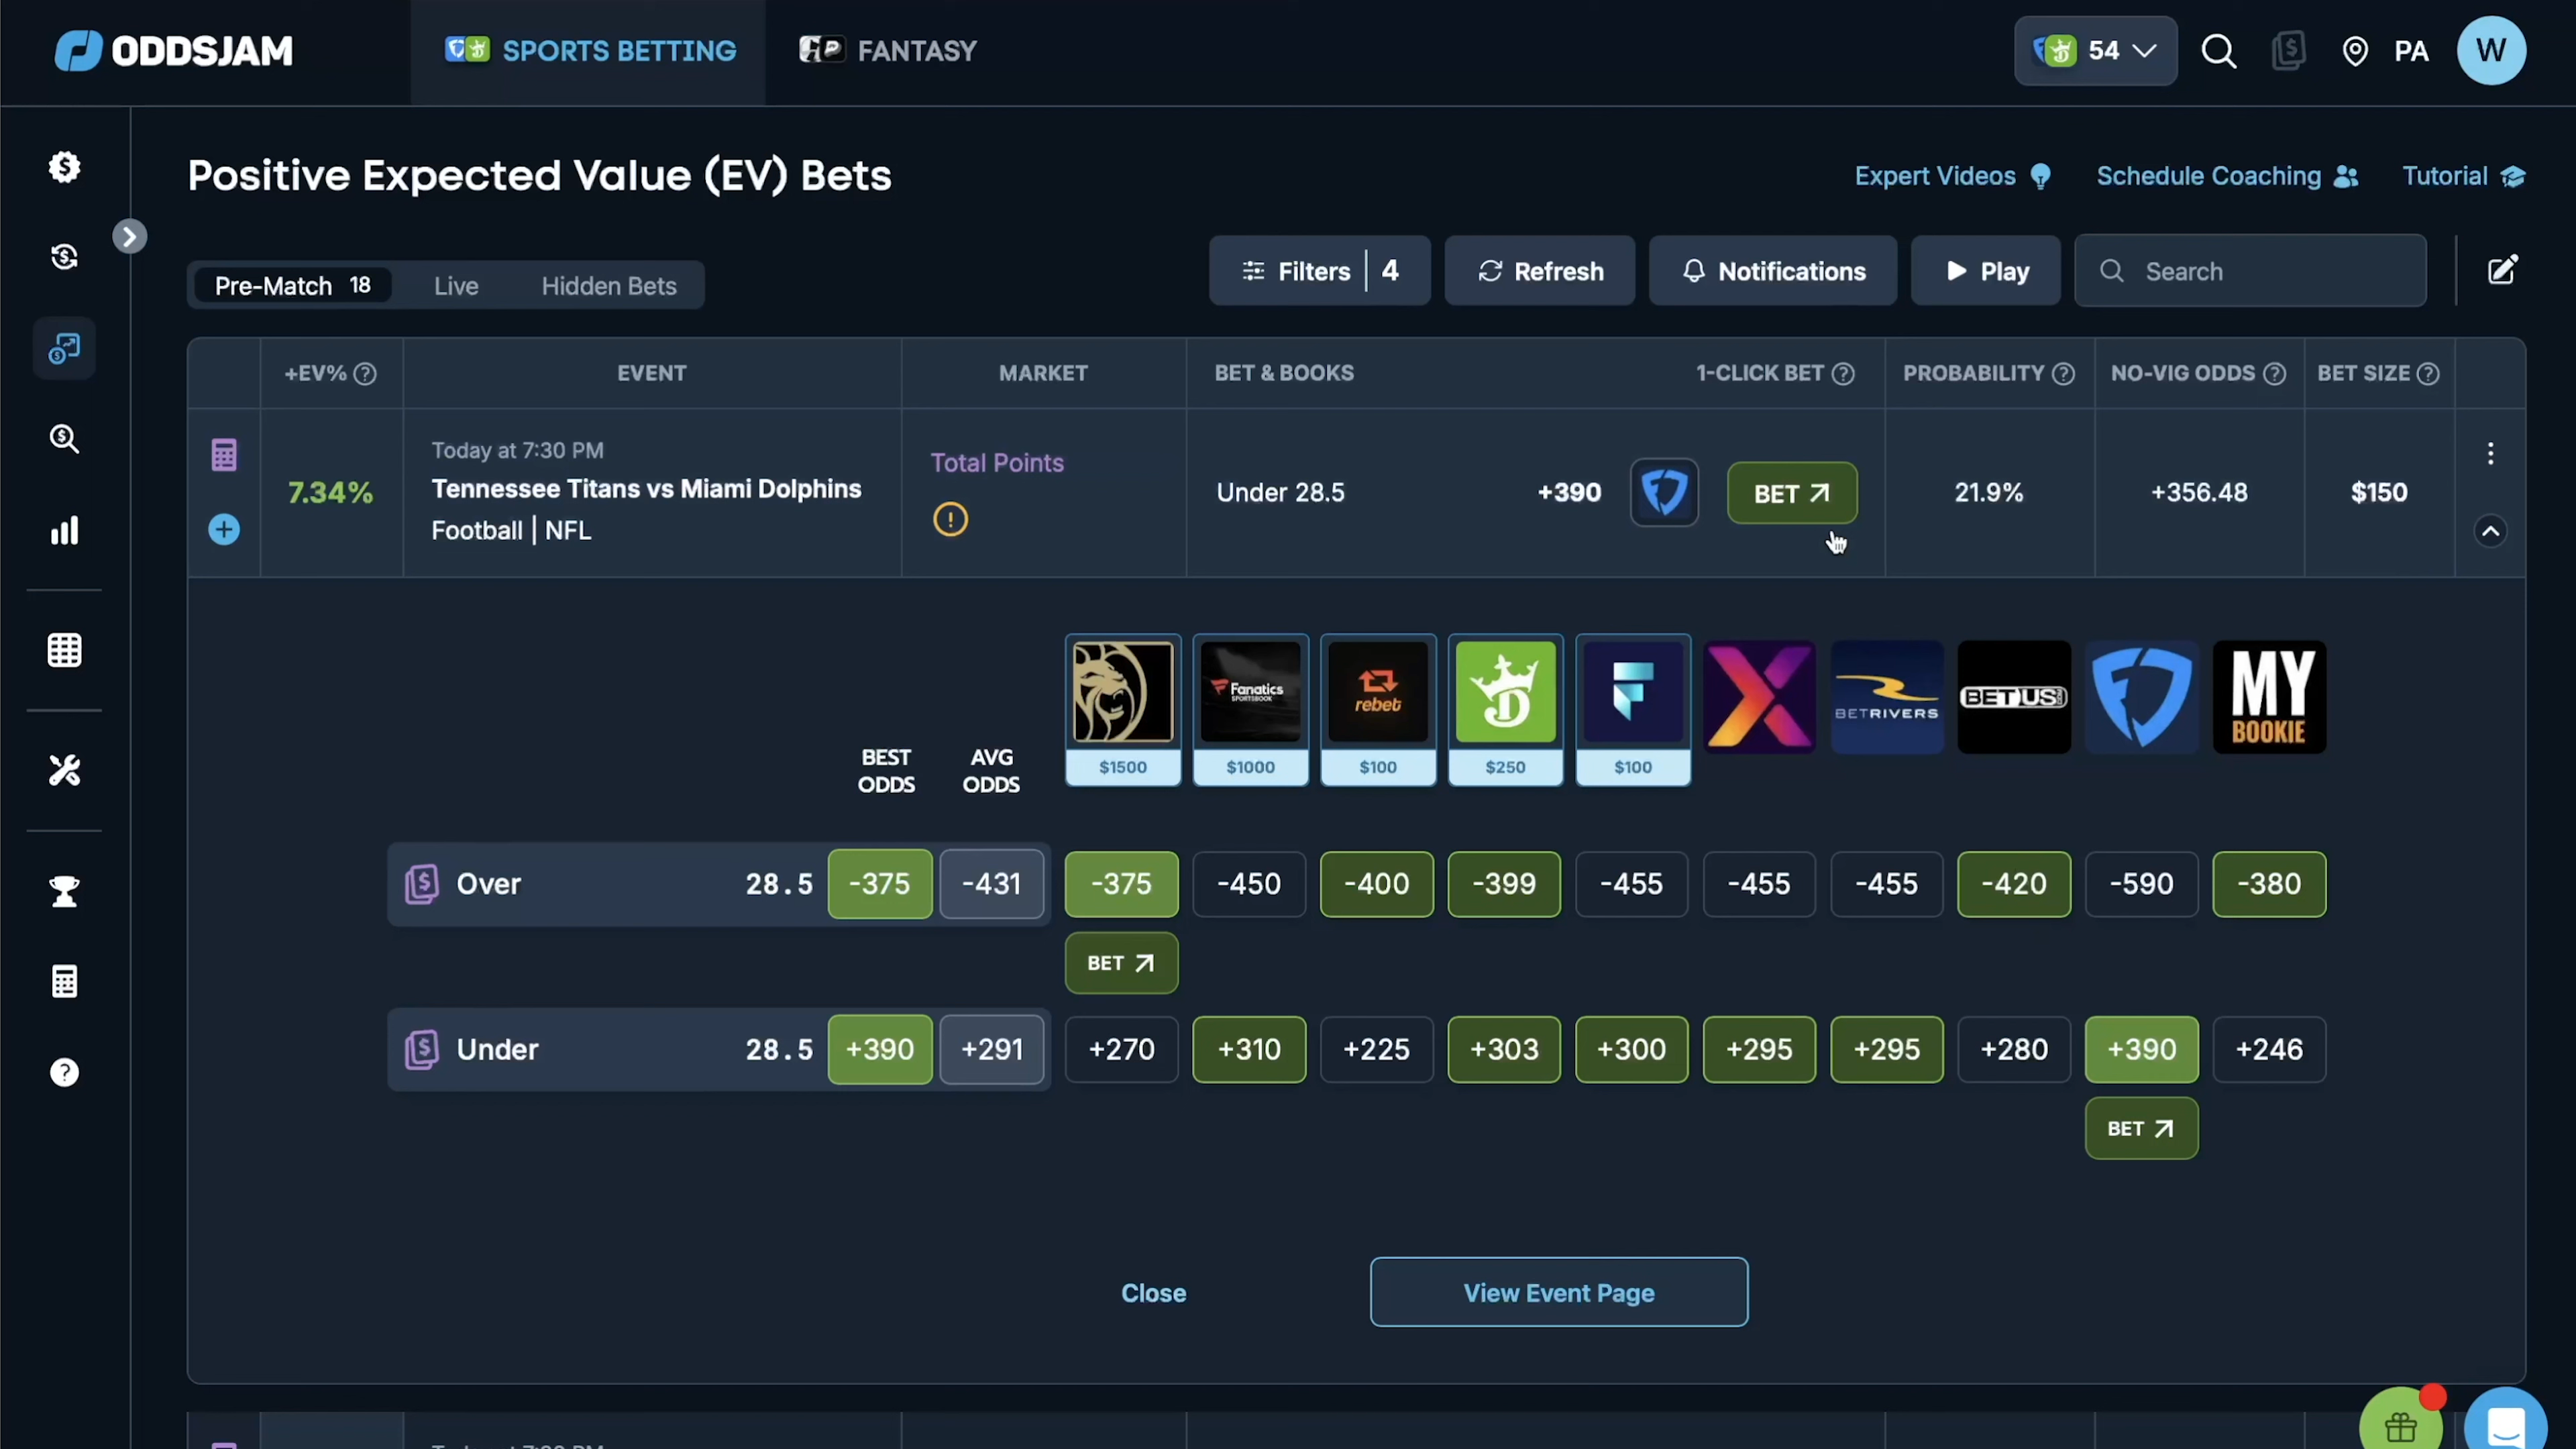 ODDSJAM
SPORTS BETTING
FANTASY
54
PA
W
Positive Expected Value (EV) Bets
Expert Videos
Schedule Coaching
Tutorial
Pre-Match 18
Live
Hidden Bets
Filters | 4
Refresh
Notifications
Play
Search
+EV% ?
EVENT
MARKET
BET & BOOKS
1-CLICK BET ?
PROBABILITY ?
NO-VIG ODDS ?
BET SIZE ?
7.34%
Today at 7:30 PM
Tennessee Titans vs Miami Dolphins
Football | NFL
Total Points
Under 28.5
+390
BET
21.9%
+356.48
$150
BEST
ODDS
AVG
ODDS
Fanatics
SPORTSBOOK
rebet
BETRIVERS
BETUS
MY
BOOKIE
$1500
$1000
$100
$250
$100
Over 28.5 -375 -431 -375 -450 -400 -399 -455 -455 -455 -420 -590 -380
BET
Under 28.5 +390 +291 +270 +310 +225 +303 +300 +295 +295 +280 +390 +246
BET
Close
View Event Page